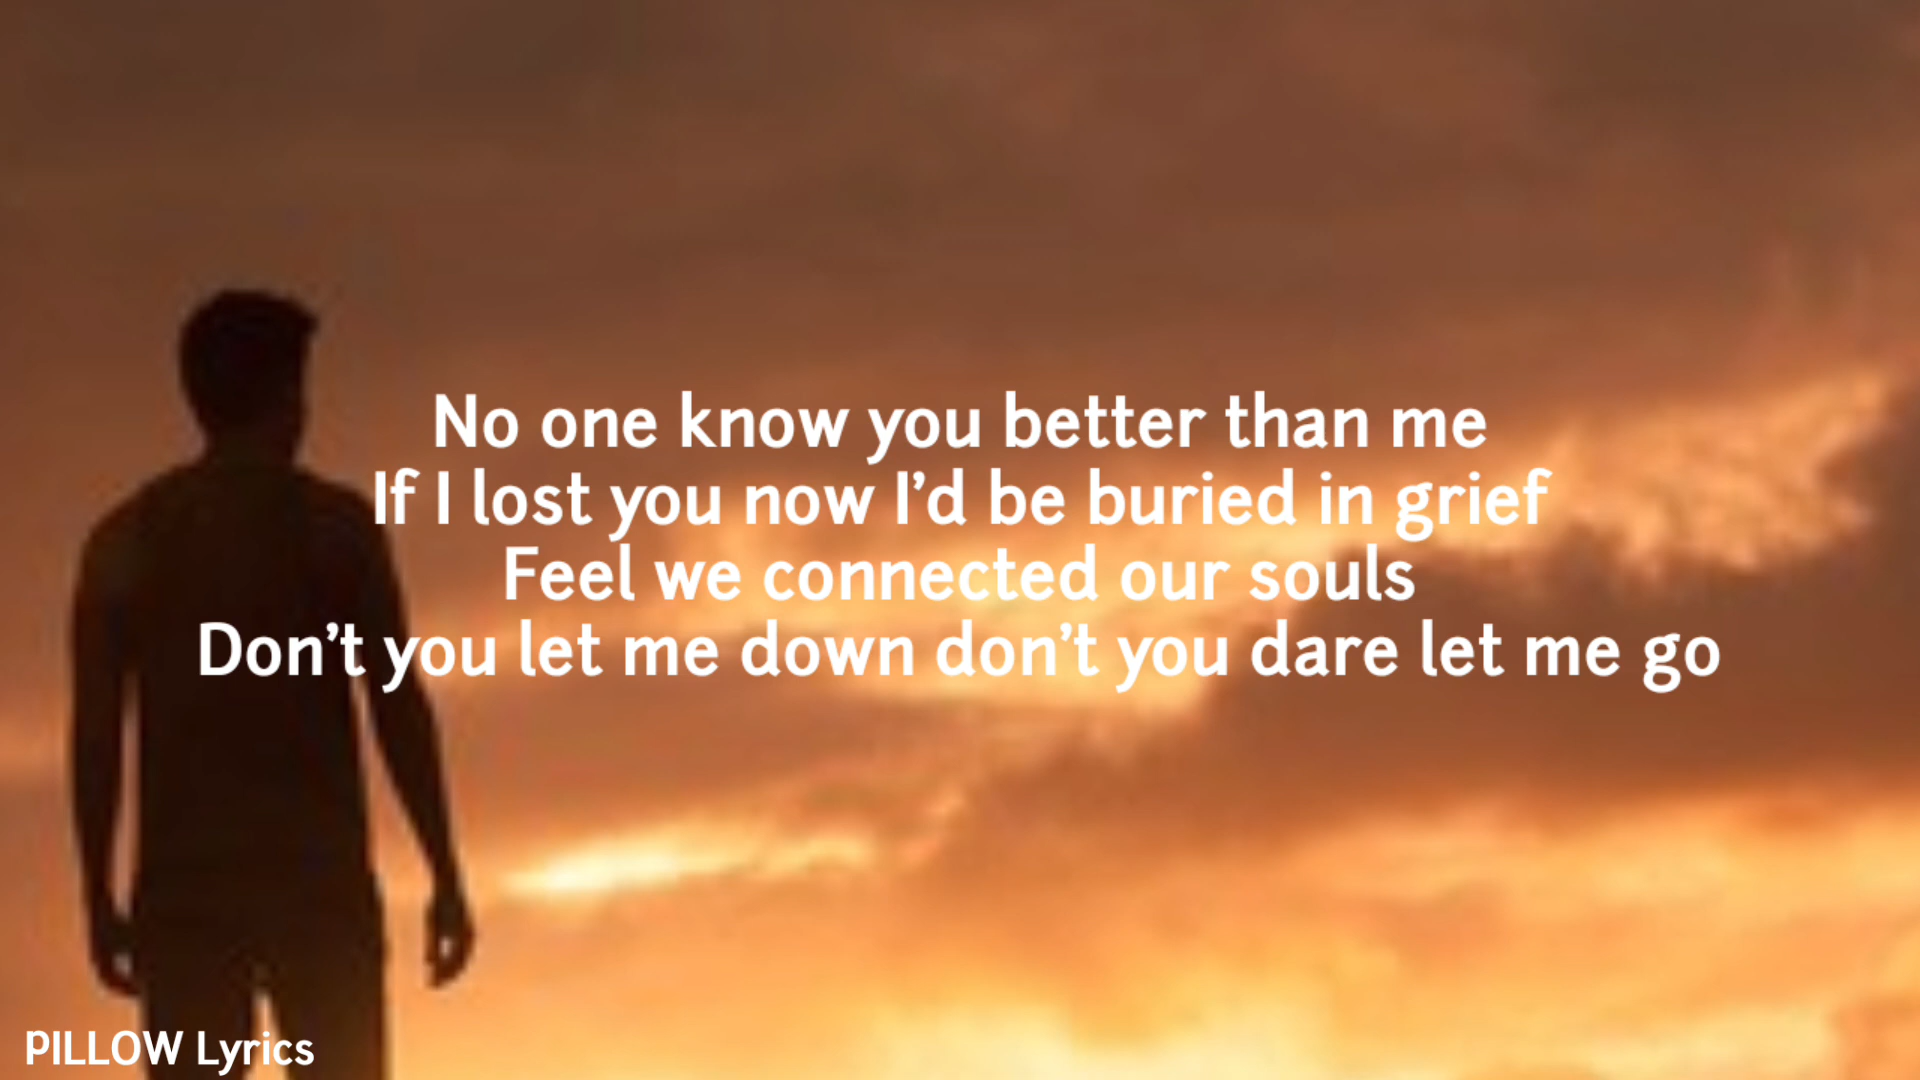 No one know you better than me
If I lost you now I’d be buried in grief
Feel we connected our souls
Don’t you let me down don’t you dare let me go
PILLOW Lyrics